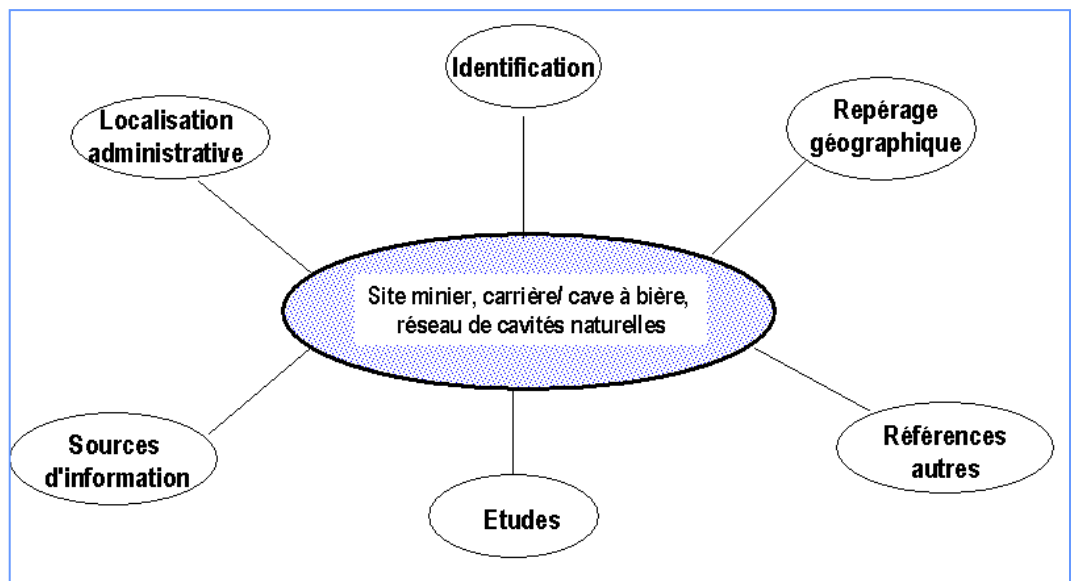 Identification
Localisation
administrative
Repérage
géographique
Site minier, carrière/ cave à bière,
réseau de cavités naturelles
Sources
d'information
Etudes
Références
autres